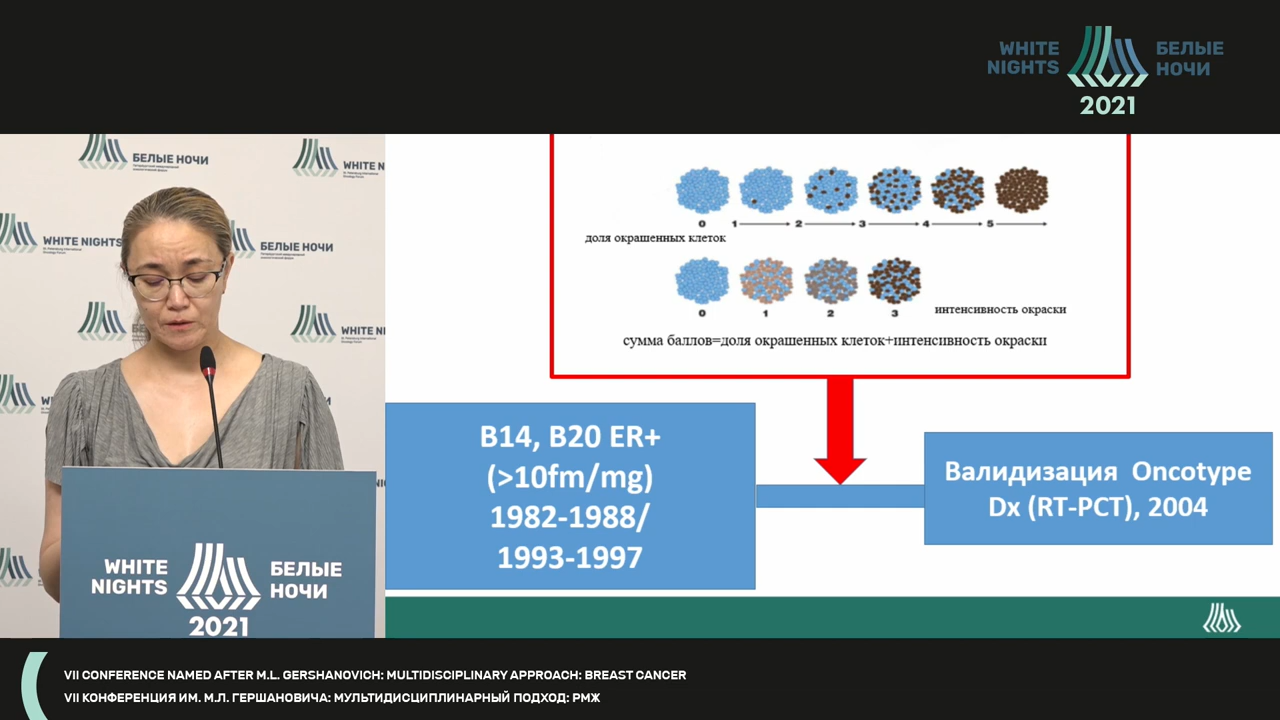 WHITE
NIGHTS
БЕЛЫЕ
НОЧИ
2021
БЕЛЫЕ НОЧИ
WHITE NI
WHITE NIGHTS
БЕЛЫЕ НОЧИ
WHITE NI
0 1 2 3 4 5
доля окрашенных клеток
0 1 2 3
интенсивность окраски
сумма баллов=доля окрашенных клеток+интенсивность окраски
B14, B20 ER+
(>10fm/mg)
1982-1988/
1993-1997
Валидизация Oncotype
Dx (RT-PCT), 2004
WHITE
NIGHTS
БЕЛЫЕ
НОЧИ
2021
VII CONFERENCE NAMED AFTER M.L. GERSHANOVICH: MULTIDISCIPLINARY APPROACH: BREAST CANCER
VII КОНФЕРЕНЦИЯ ИМ. М.Л. ГЕРШАНОВИЧА: МУЛЬТИДИСЦИПЛИНАРНЫЙ ПОДХОД: РМЖ